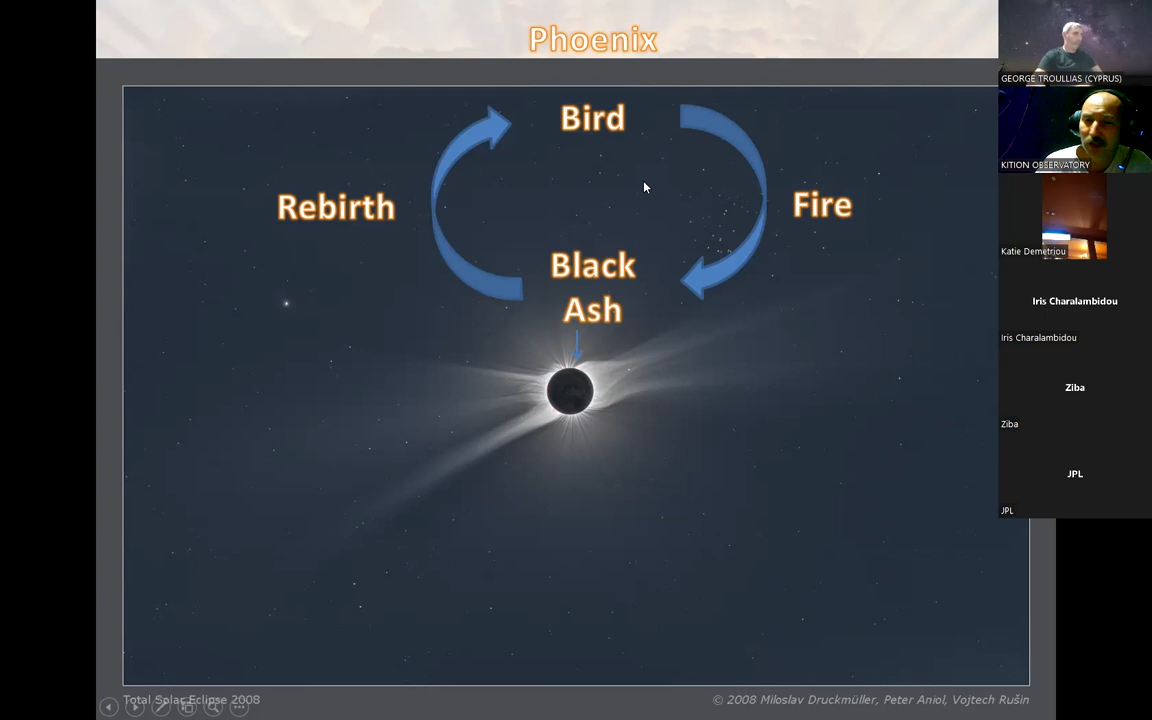 Phoenix
Bird
Rebirth
Fire
Black
Ash
Total Solar Eclipse 2008
© 2008 Miloslav Druckmüller, Peter Aniol, Vojtech Rušin
GEORGE TROULLIAS (CYPRUS)
KITION OBSERVATORY
Katie Demetriou
Iris Charalambidou
Iris Charalambidou
Ziba
Ziba
JPL
JPL